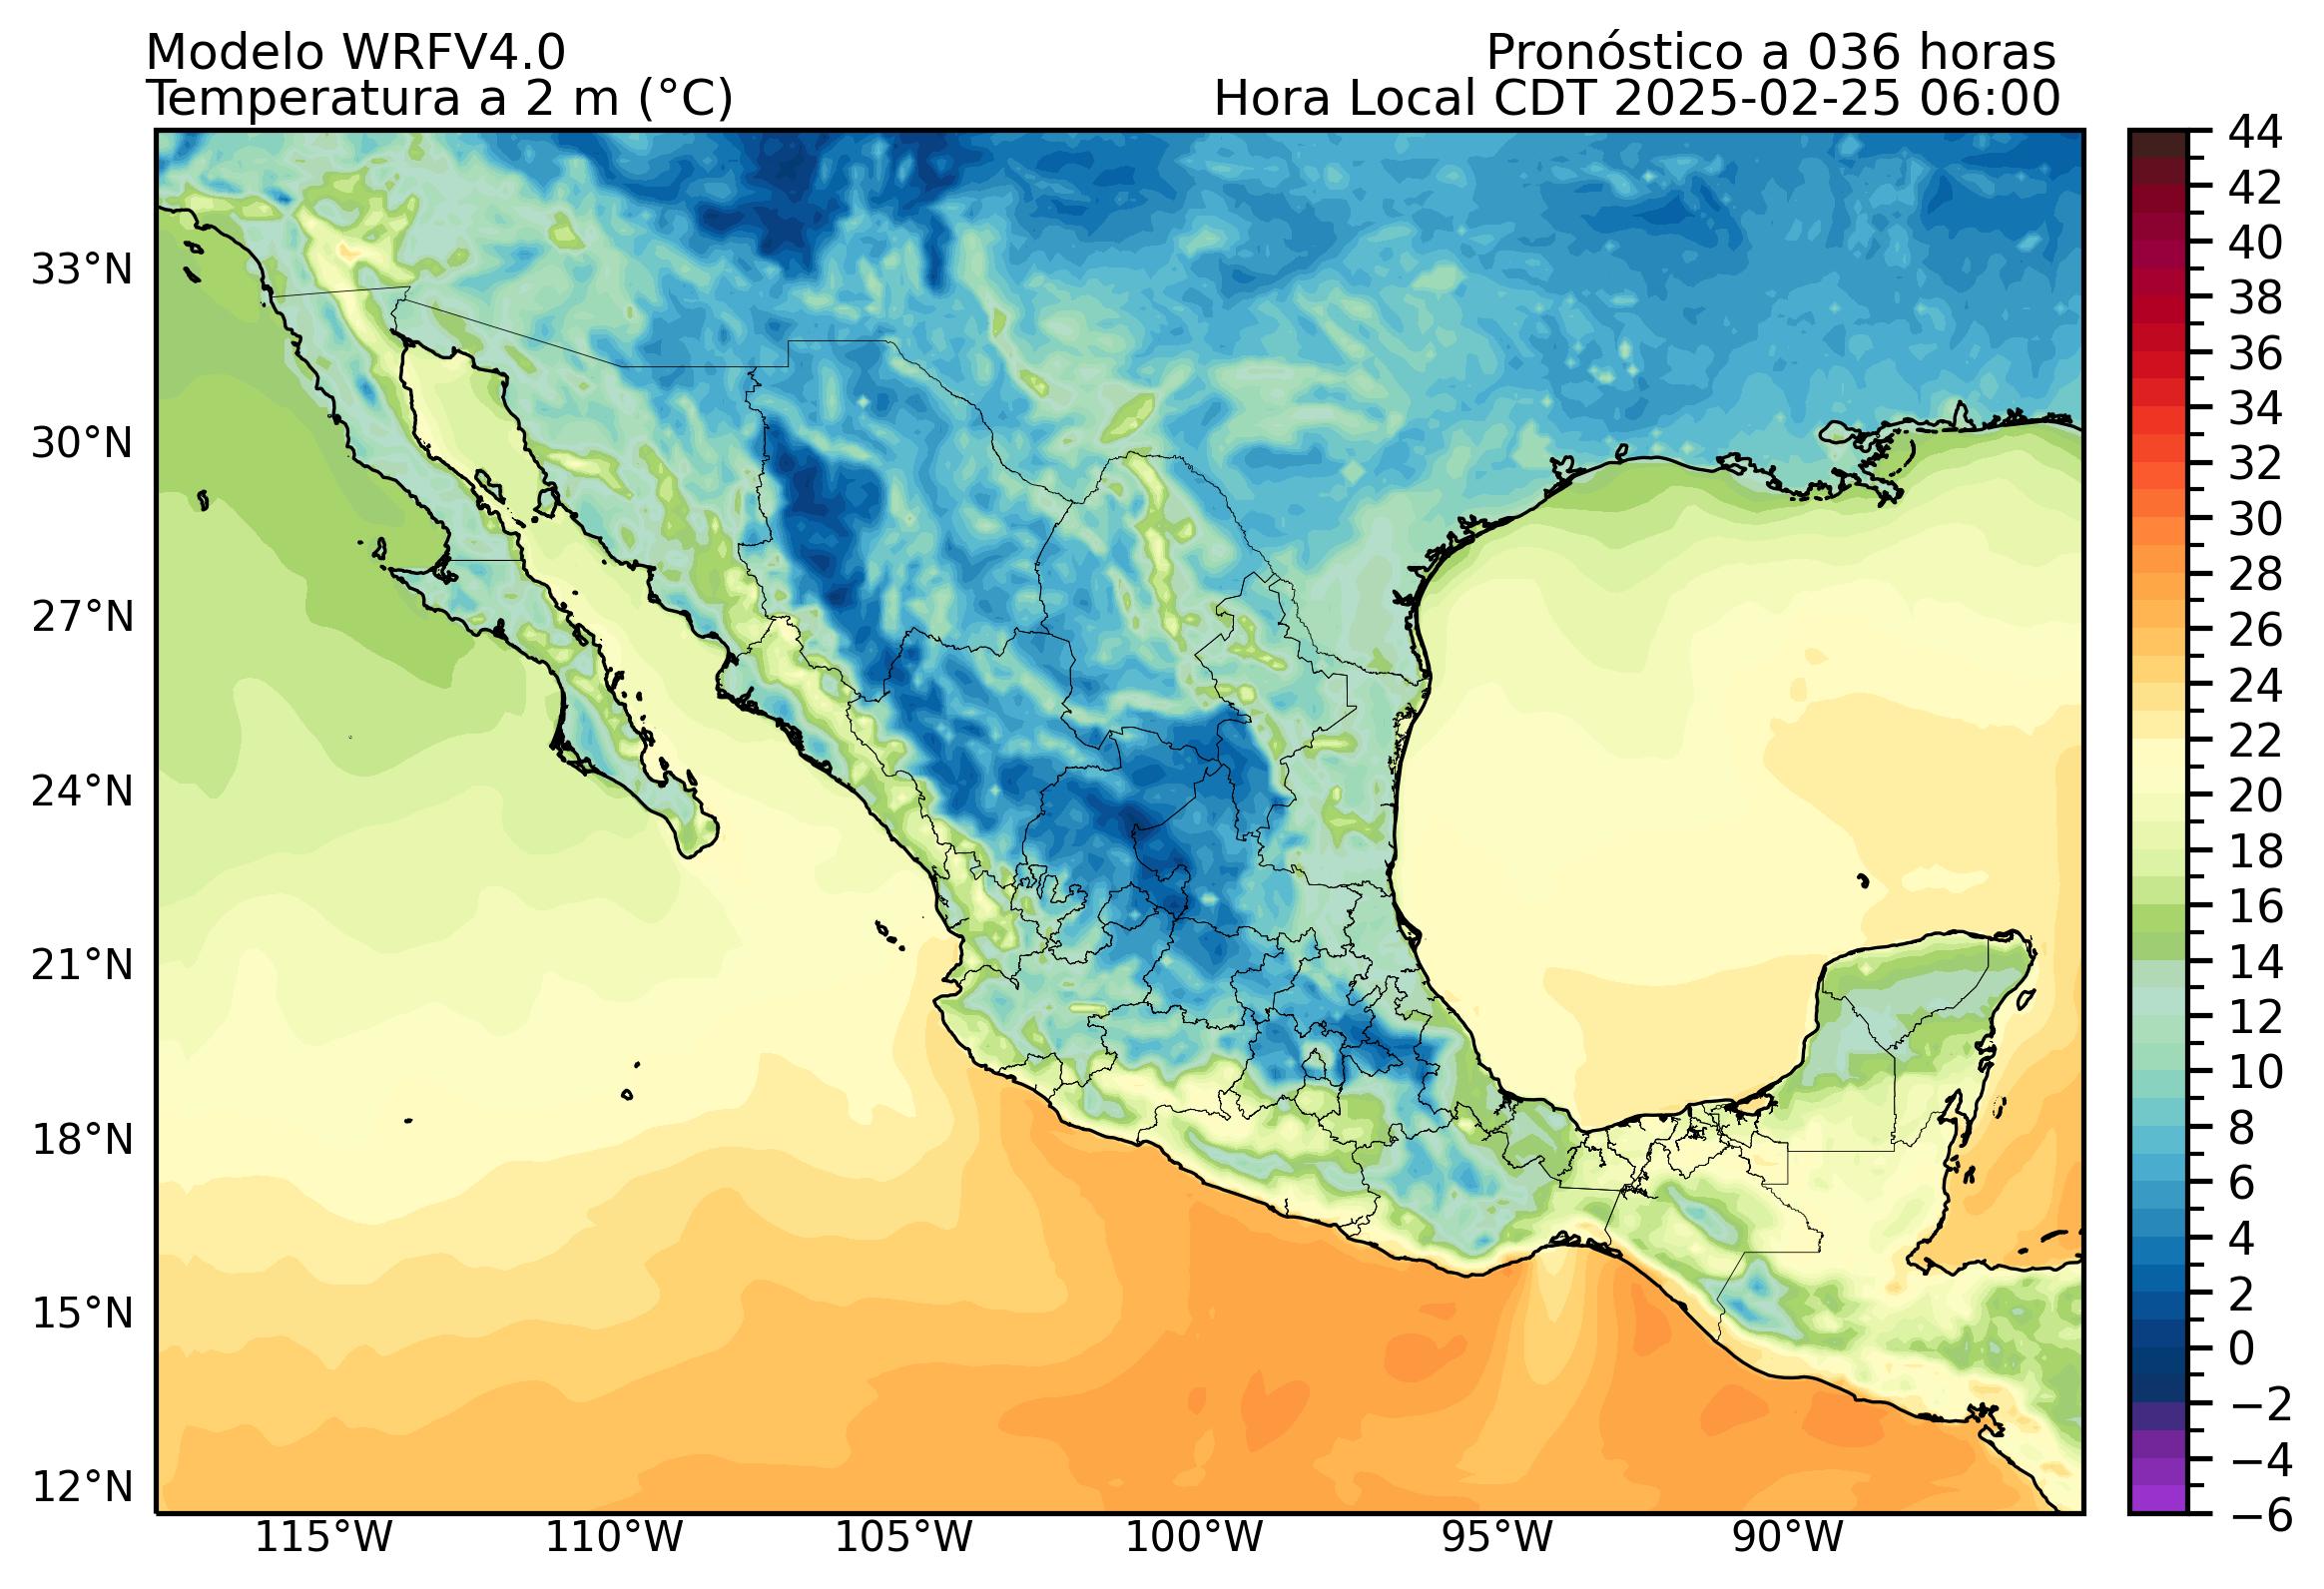 Modelo WRFV4.0
Pronóstico a 036 horas
Temperatura a 2 m (°C)
Hora Local CDT 2025-02-25 06:00
33°N
30°N
27°N
24°N
21°N
18°N
15°N
12°N
115°W
110°W
105°W
100°W
95°W
90°W
44
42
40
38
36
34
32
30
28
26
24
22
20
18
16
14
12
10
8
6
4
2
0
−2
−4
−6